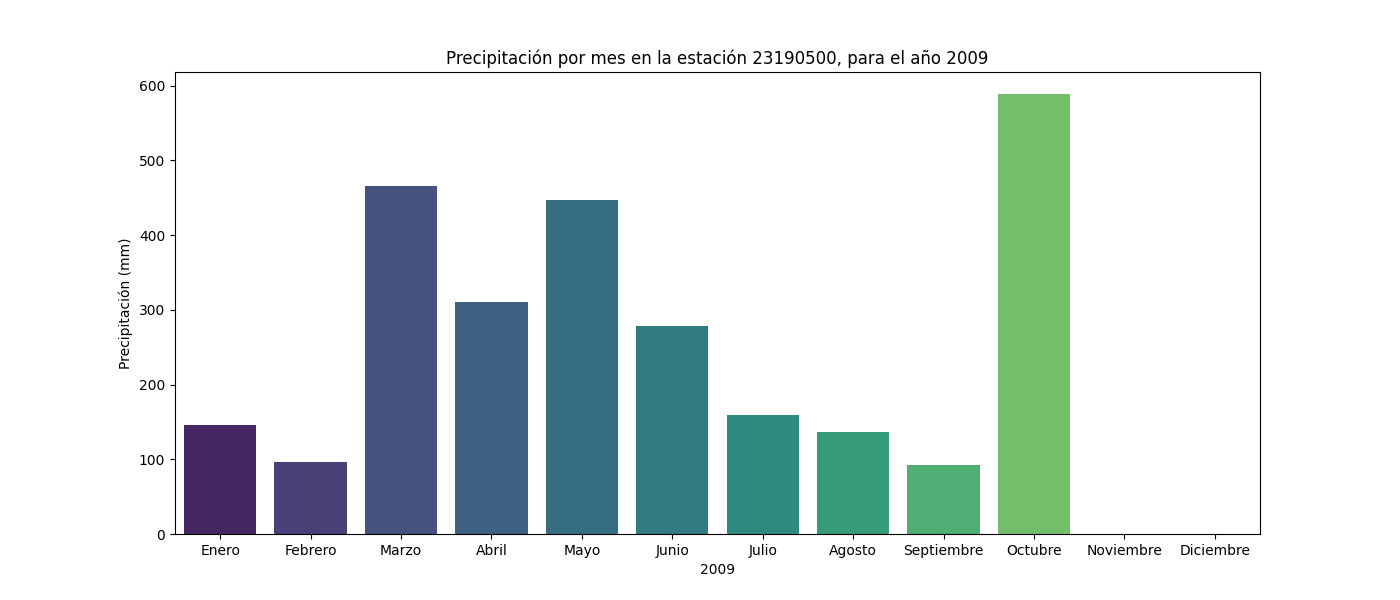 Precipitación por mes en la estación 23190500, para el año 2009
Precipitación (mm)
600
500
400
300
200
100
0
Enero Febrero Marzo Abril Mayo Junio Julio Agosto Septiembre Octubre Noviembre Diciembre
2009